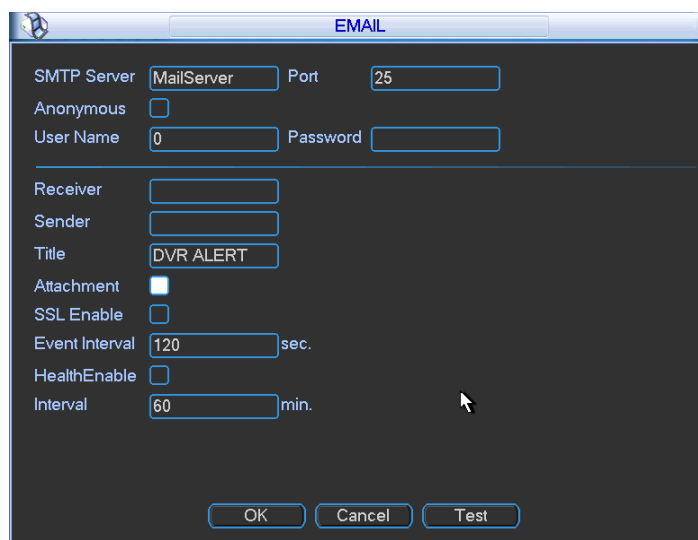 EMAIL
SMTP Server MailServer Port 25
Anonymous
User Name 0 Password
Receiver
Sender
Title DVR ALERT
Attachment
SSL Enable
Event Interval 120 sec.
HealthEnable
Interval 60 min.
OK Cancel Test